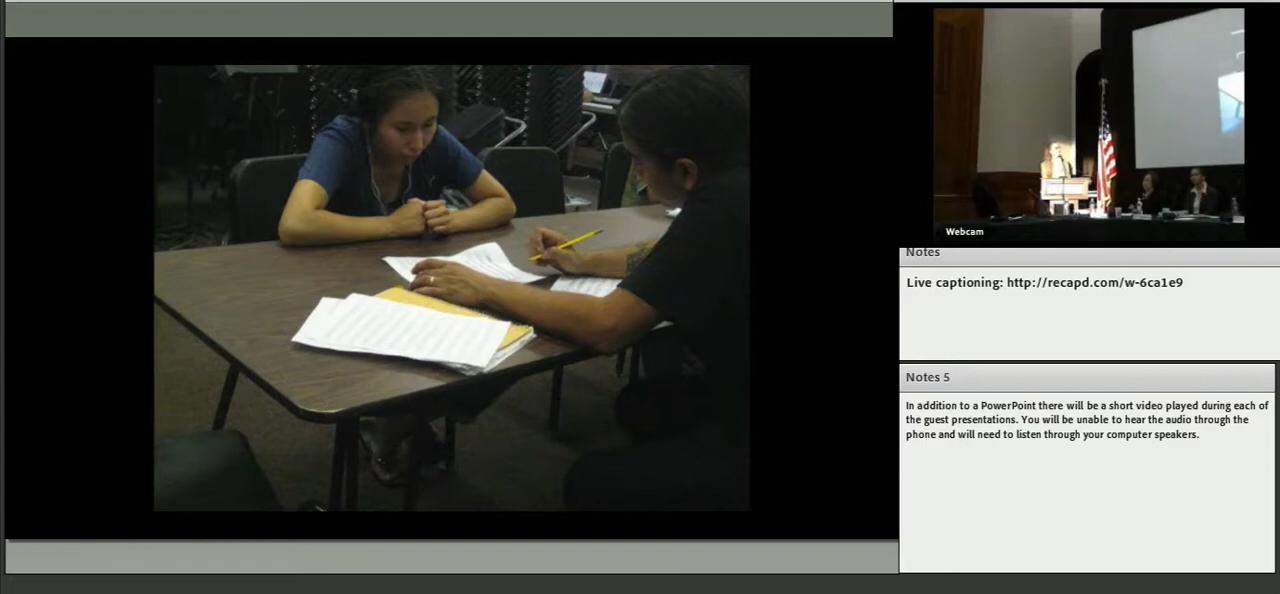 Webcam
Notes
Live captioning: http://recapd.com/w-6ca1e9
Notes 5
In addition to a PowerPoint there will be a short video played during each of
the guest presentations. You will be unable to hear the audio through the
phone and will need to listen through your computer speakers.